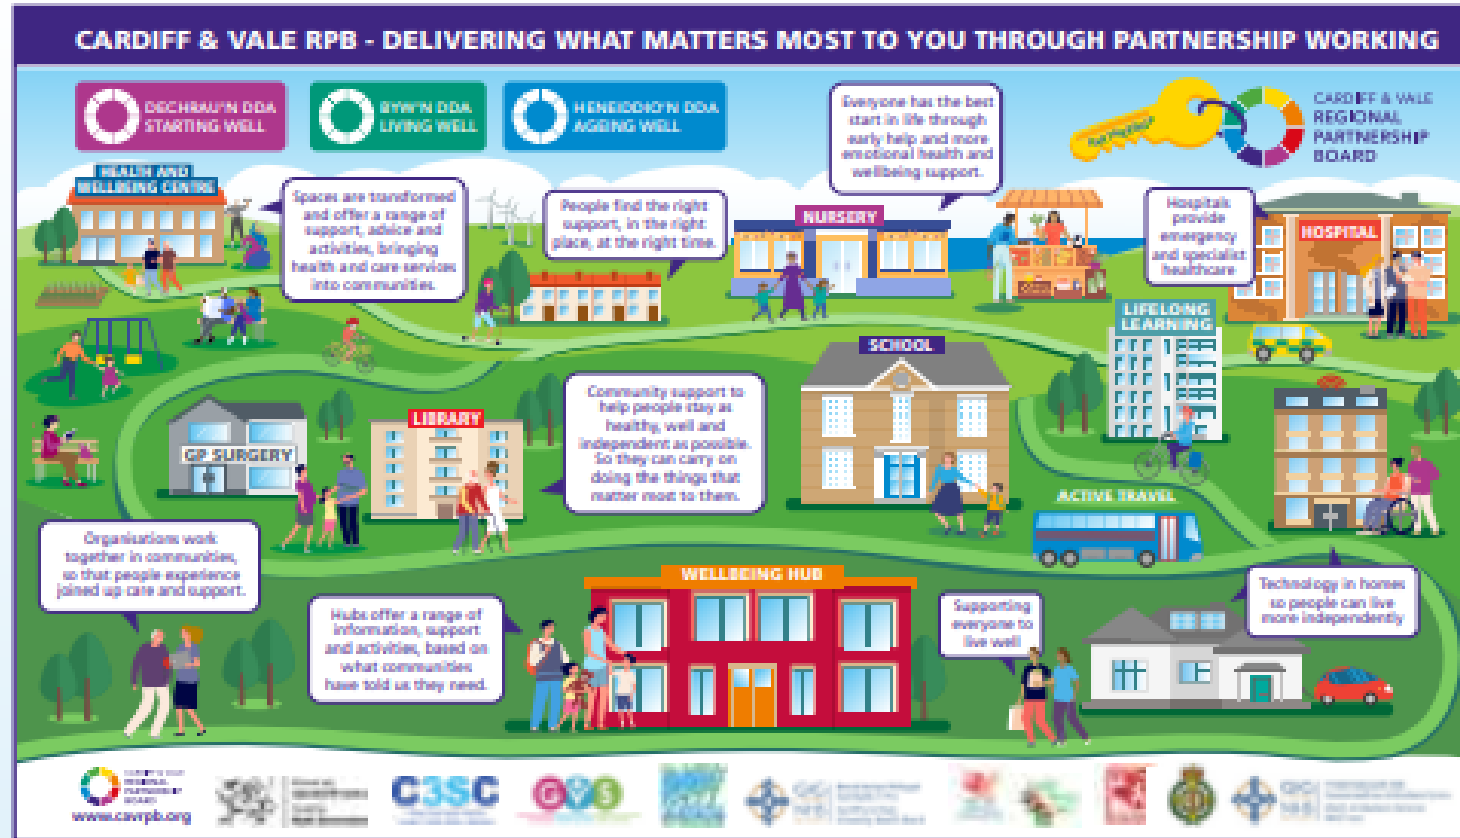 CARDIFF & VALE RPB - DELIVERING WHAT MATTERS MOST TO YOU THROUGH PARTNERSHIP WORKING
DECHRAU'N DDA
STARTING WELL
BYW'N DDA
LIVING WELL
HENEIDDIO'N DDA
AGEING WELL
Everyone has the best
start in life through
early help and more
emotional health and
wellbeing support.
CARDIFF & VALE
REGIONAL
PARTNERSHIP
BOARD
HEALTH AND
WELLBEING CENTRE
Spaces are transformed
and offer a range of
support, advice and
activities, bringing
health and care services
into communities.
People find the right
support, in the right
place, at the right time.
NURSERY
Hospitals
provide
emergency
and specialist
healthcare
HOSPITAL
LIFELONG
LEARNING
SCHOOL
Community support to
help people stay as
healthy, well and
independent as possible.
So they can carry on
doing the things that
matter most to them.
LIBRARY
GP SURGERY
ACTIVE TRAVEL
Organisations work
together in communities,
so that people experience
joined up care and support.
WELLBEING HUB
Hubs offer a range of
information, support
and activities, based on
what communities
have told us they need.
Supporting
everyone to
live well
Technology in homes
so people can live
more independently
REGIONAL
PARTNERSHIP
BOARD
www.cavrpb.org
C3SC
GVS
GIG
NHS
GIG
NHS